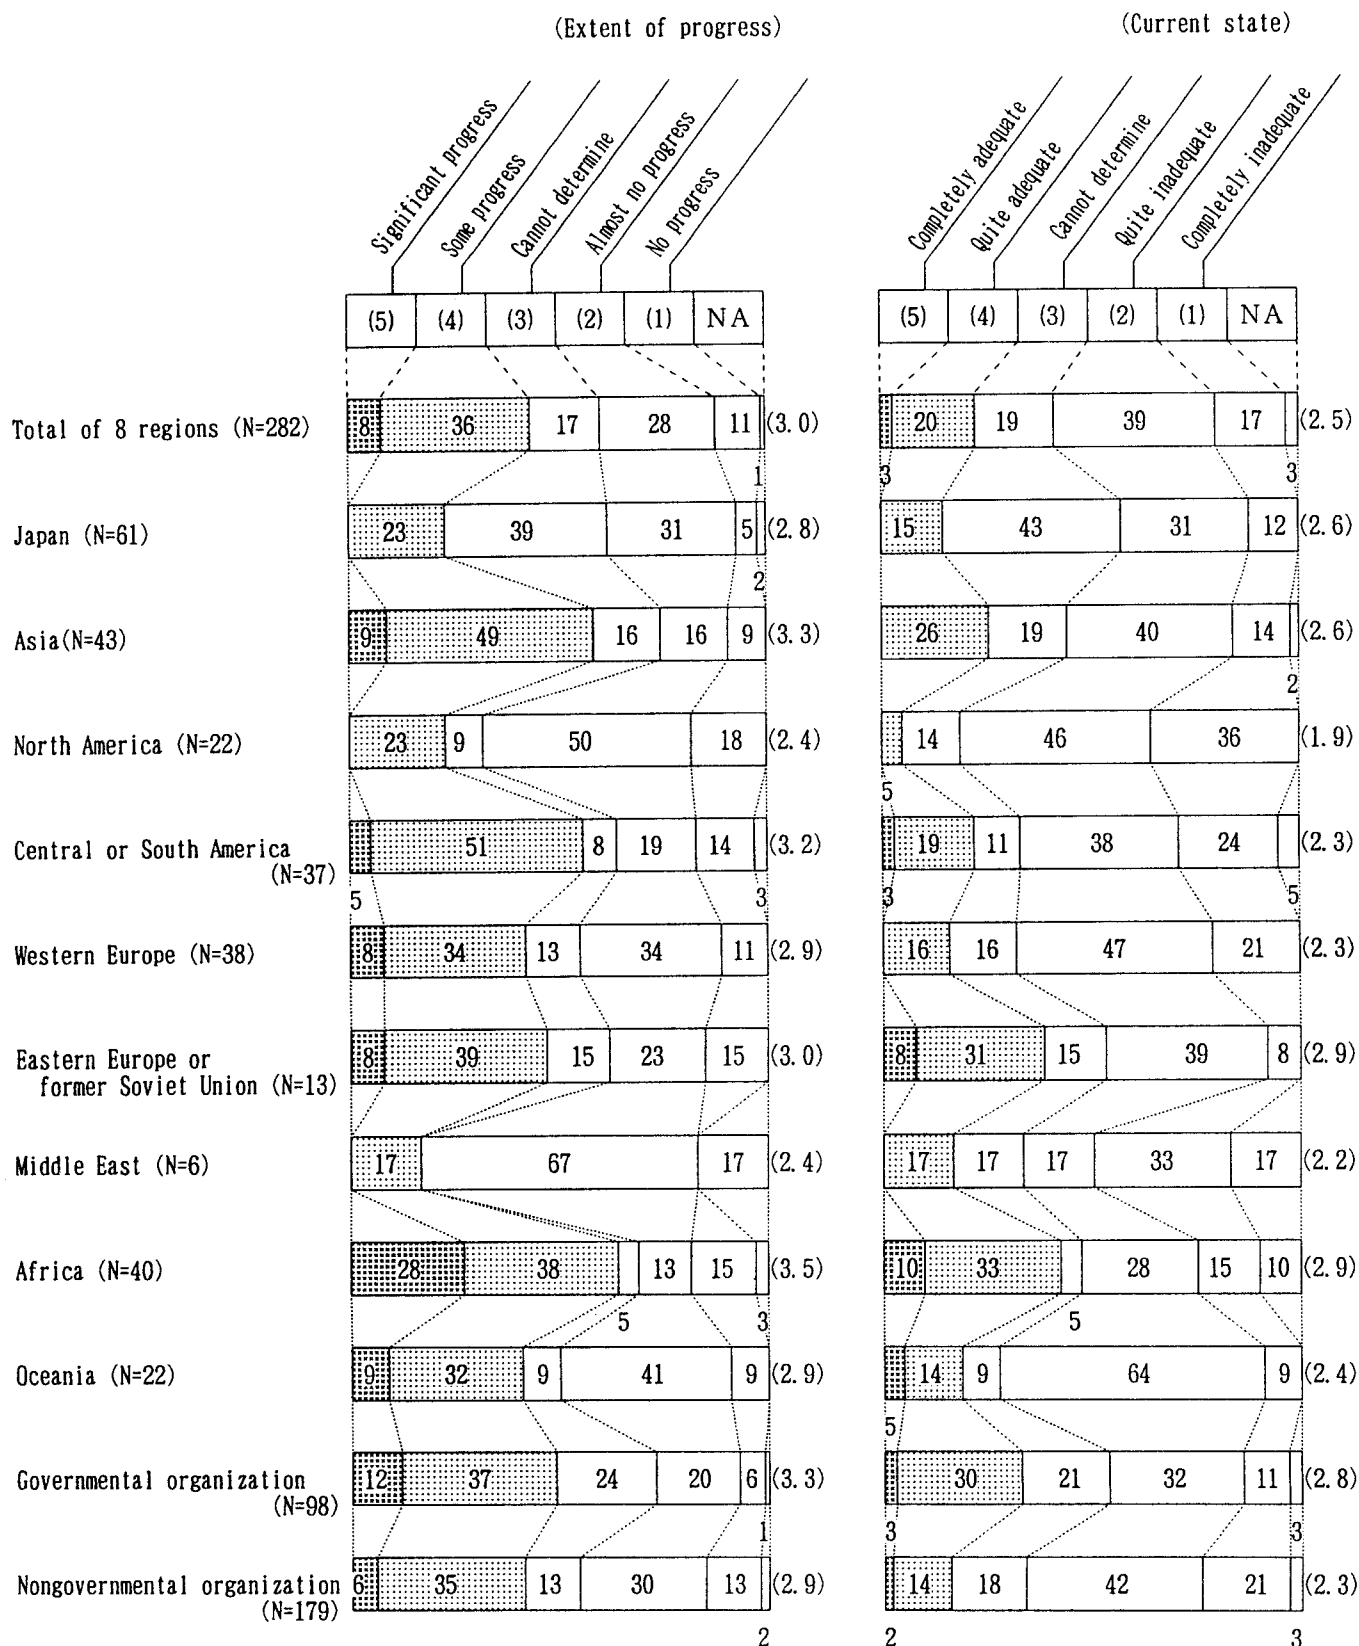 (Extent of progress) (Current state)
Significant progress
Some progress
Cannot determine
Almost no progress
No progress
Completely adequate
Quite adequate
Cannot determine
Quite inadequate
Completely inadequate
(5) (4) (3) (2) (1) NA (5) (4) (3) (2) (1) NA
Total of 8 regions (N=282) 8 36 17 28 11 (3.0) 20 19 39 17 (2.5)
1 3 3
Japan (N=61) 23 39 31 5 (2.8) 15 43 31 12 (2.6)
2
Asia(N=43) 9 49 16 16 9 (3.3) 26 19 40 14 (2.6)
2
North America (N=22) 23 9 50 18 (2.4) 14 46 36 (1.9)
5
Central or South America 51 8 19 14 (3.2) 19 11 38 24 (2.3)
(N=37)
5 3 3 5
Western Europe (N=38) 8 34 13 34 11 (2.9) 16 16 47 21 (2.3)
Eastern Europe or 8 39 15 23 15 (3.0) 8 31 15 39 8 (2.9)
former Soviet Union (N=13)
Middle East (N=6) 17 67 17 (2.4) 17 17 17 33 17 (2.2)
Africa (N=40) 28 38 13 15 (3.5) 10 33 28 15 10 (2.9)
5 3 5
Oceania (N=22) 9 32 9 41 9 (2.9) 14 9 64 9 (2.4)
5
Governmental organization 12 37 24 20 6 (3.3) 30 21 32 11 (2.8)
(N=98)
1 3 3
Nongovernmental organization 6 35 13 30 13 (2.9) 14 18 42 21 (2.3)
(N=179)
2 2 3